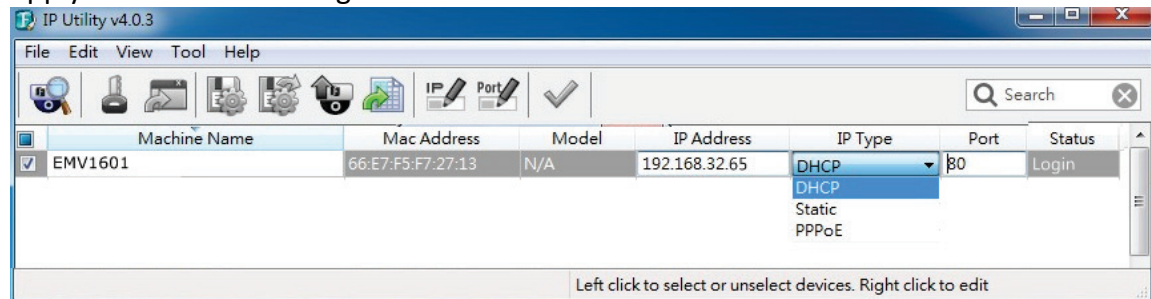 IP Utility v4.0.3
File Edit View Tool Help
IP Port Search
Machine Name Mac Address Model IP Address IP Type Port Status
EMV1601 66:E7:F5:F7:27:13 N/A 192.168.32.65 DHCP 80 Login
DHCP
Static
PPPoE
Left click to select or unselect devices. Right click to edit